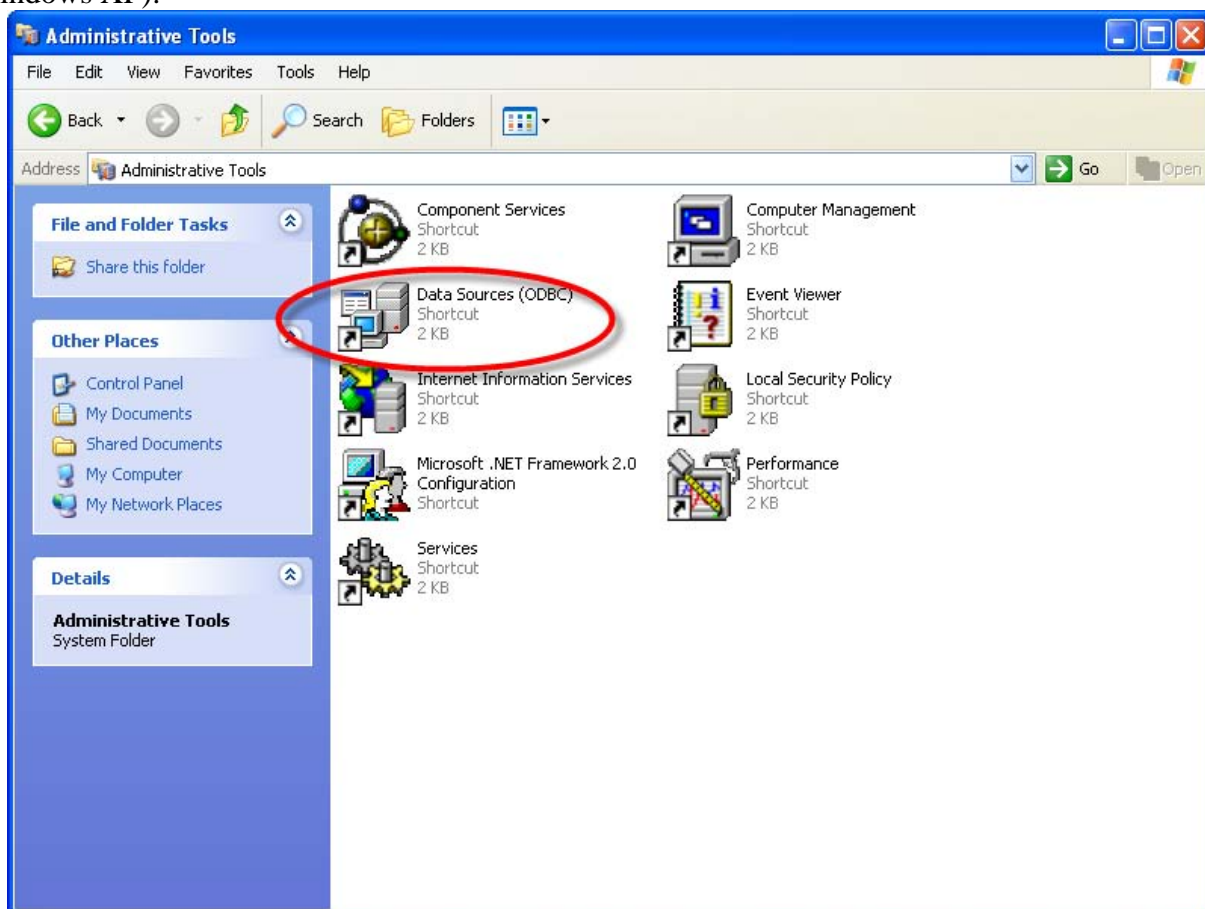 Administrative Tools
File Edit View Favorites Tools Help
Back Search Folders
Address Administrative Tools Go Open
File and Folder Tasks
Share this folder
Other Places
Control Panel
My Documents
Shared Documents
My Computer
My Network Places
Details
Administrative Tools
System Folder
Component Services
Shortcut
2 KB
Computer Management
Shortcut
2 KB
Data Sources (ODBC)
Shortcut
2 KB
Event Viewer
Shortcut
2 KB
Internet Information Services
Shortcut
2 KB
Local Security Policy
Shortcut
2 KB
Microsoft .NET Framework 2.0
Configuration
Shortcut
Performance
Shortcut
2 KB
Services
Shortcut
2 KB